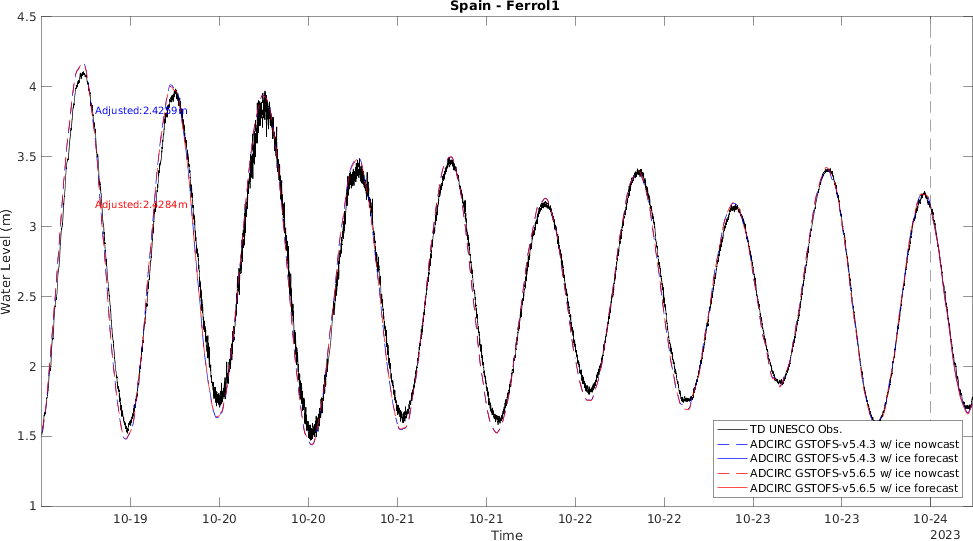 Spain - Ferrol1
4.5
4
3.5
3
2.5
2
1.5
1
Water Level (m)
Adjusted:2.4259m
Adjusted:2.4284m
TD UNESCO Obs.
ADCIRC GSTOFS-v5.4.3 w/ ice nowcast
ADCIRC GSTOFS-v5.4.3 w/ ice forecast
ADCIRC GSTOFS-v5.6.5 w/ ice nowcast
ADCIRC GSTOFS-v5.6.5 w/ ice forecast
10-19 10-20 10-20 10-21 10-21 10-22 10-22 10-23 10-23 10-24
2023
Time